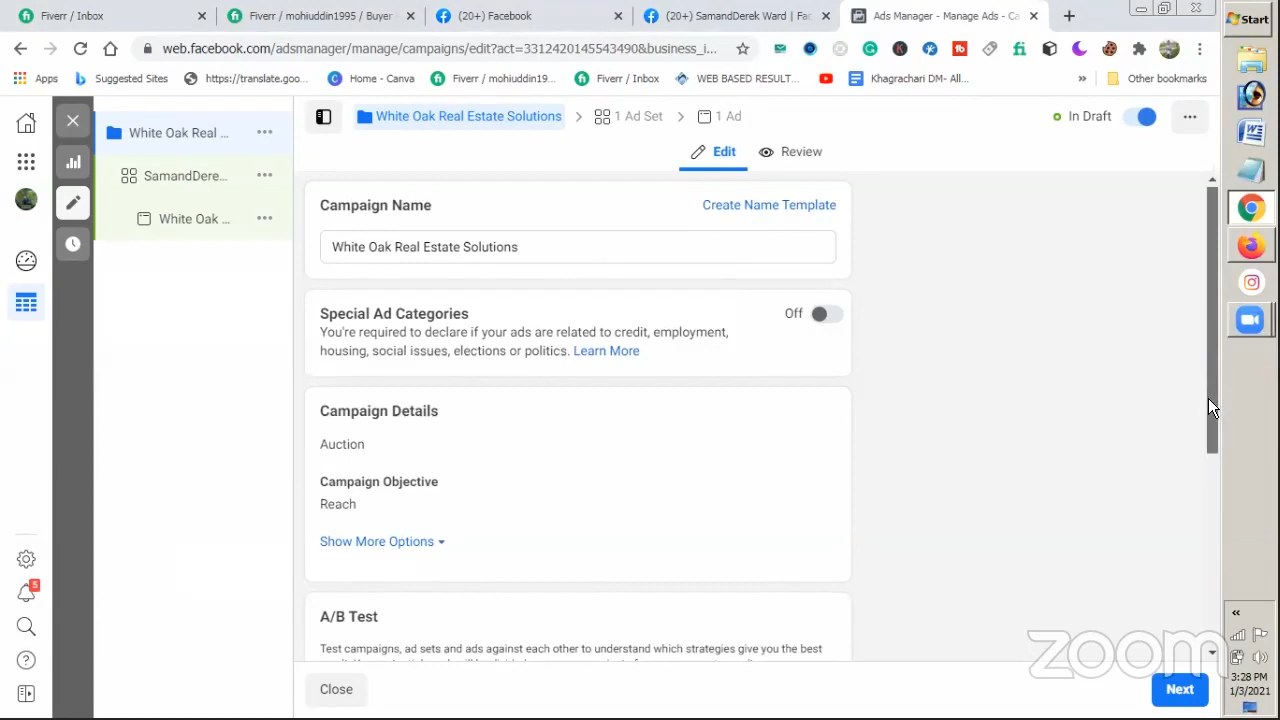 Fiverr / Inbox
Fiverr / mohiuddin1995 / Buyer
(20+) Facebook
(20+) SamandDerek Ward | Fac
Ads Manager - Manage Ads - Ca
Start
web.facebook.com/adsmanager/manage/campaigns/edit?act=3312420145543490&business_i...
Apps
Suggested Sites
https://translate.goo...
Home - Canva
Fiverr / mohiuddin19...
Fiverr / Inbox
WEB BASED RESULT...
Khagrachari DM- All...
»
Other bookmarks
White Oak Real ...
SamandDere...
White Oak ...
White Oak Real Estate Solutions
1 Ad Set
1 Ad
In Draft
Edit
Review
Campaign Name
Create Name Template
White Oak Real Estate Solutions
Special Ad Categories
Off
You're required to declare if your ads are related to credit, employment,
housing, social issues, elections or politics. Learn More
Campaign Details
Auction
Campaign Objective
Reach
Show More Options
A/B Test
Test campaigns, ad sets and ads against each other to understand which strategies give you the best
Close
Next
5
zoom
3:28 PM
1/3/2021